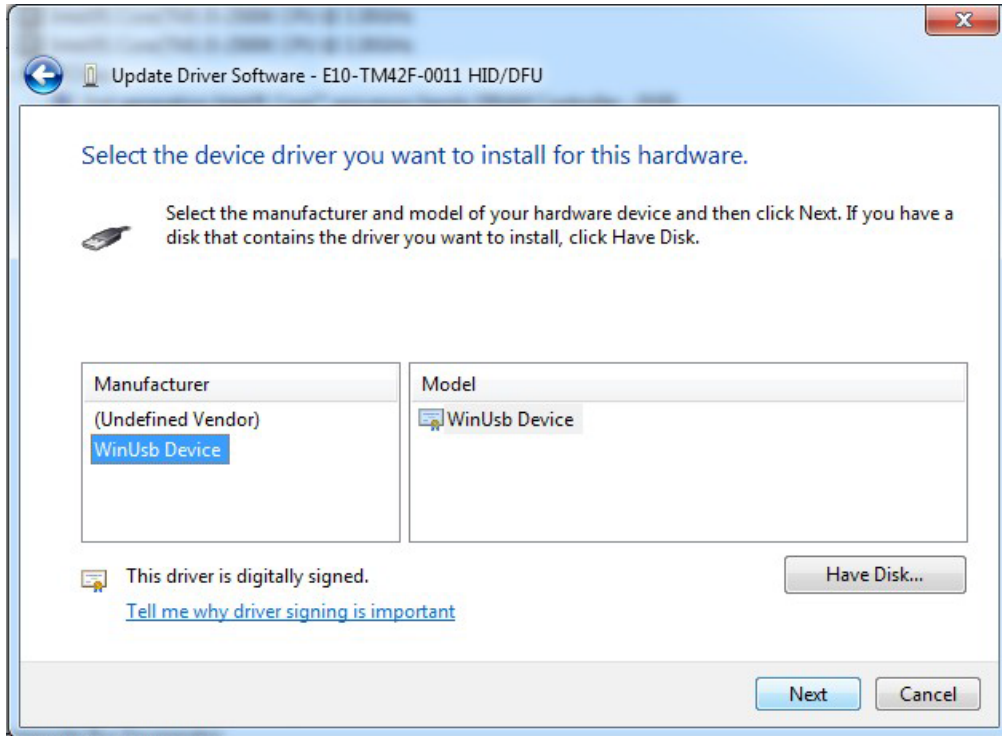 Update Driver Software - E10-TM42F-0011 HID/DFU
Select the device driver you want to install for this hardware.
Select the manufacturer and model of your hardware device and then click Next. If you have a
disk that contains the driver you want to install, click Have Disk.
Manufacturer
(Undefined Vendor)
WinUsb Device
Model
WinUsb Device
This driver is digitally signed.
Have Disk...
Tell me why driver signing is important
Next
Cancel